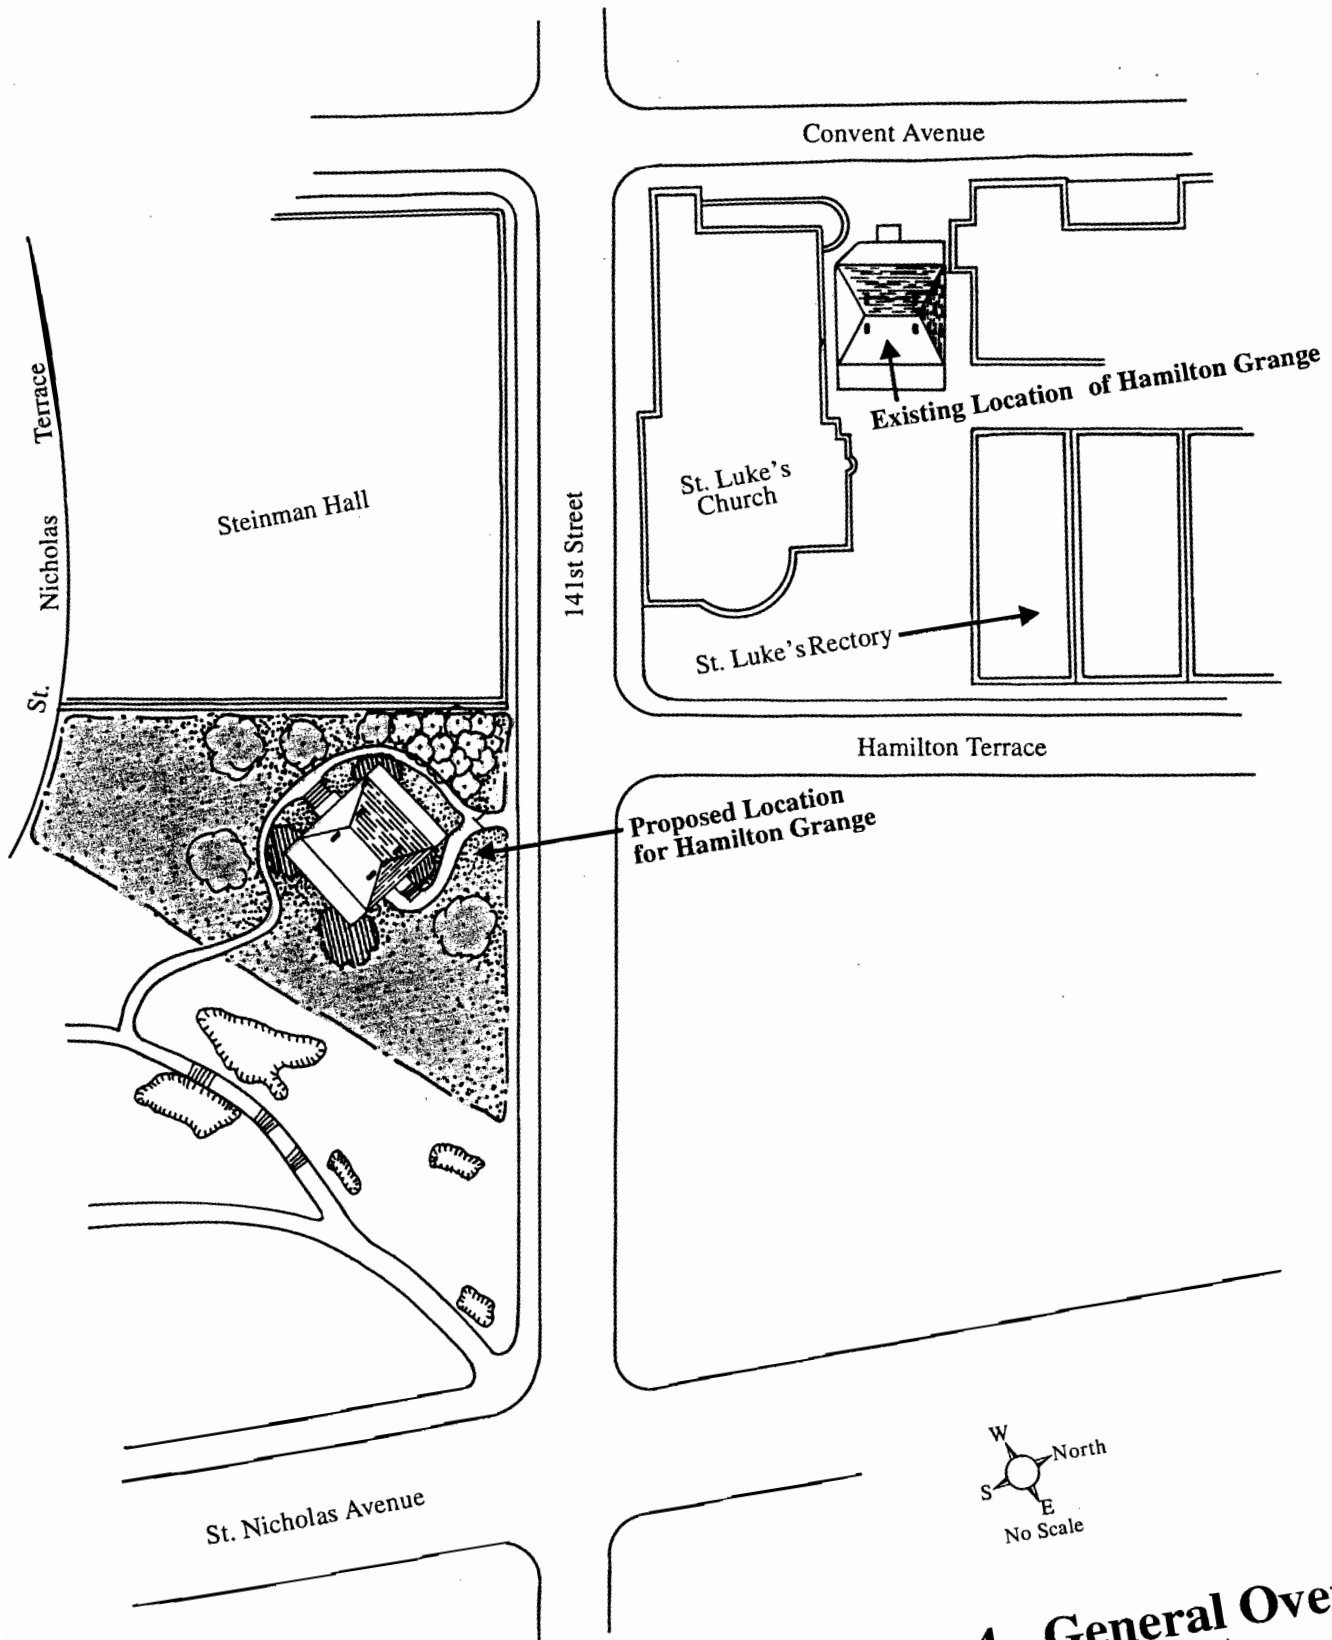 Convent Avenue
Existing Location of Hamilton Grange
St. Nicholas Terrace
Steinman Hall
141st Street
St. Luke's
Church
St. Luke's Rectory
Hamilton Terrace
Proposed Location
for Hamilton Grange
W
North
S
E
No Scale
St. Nicholas Avenue
General